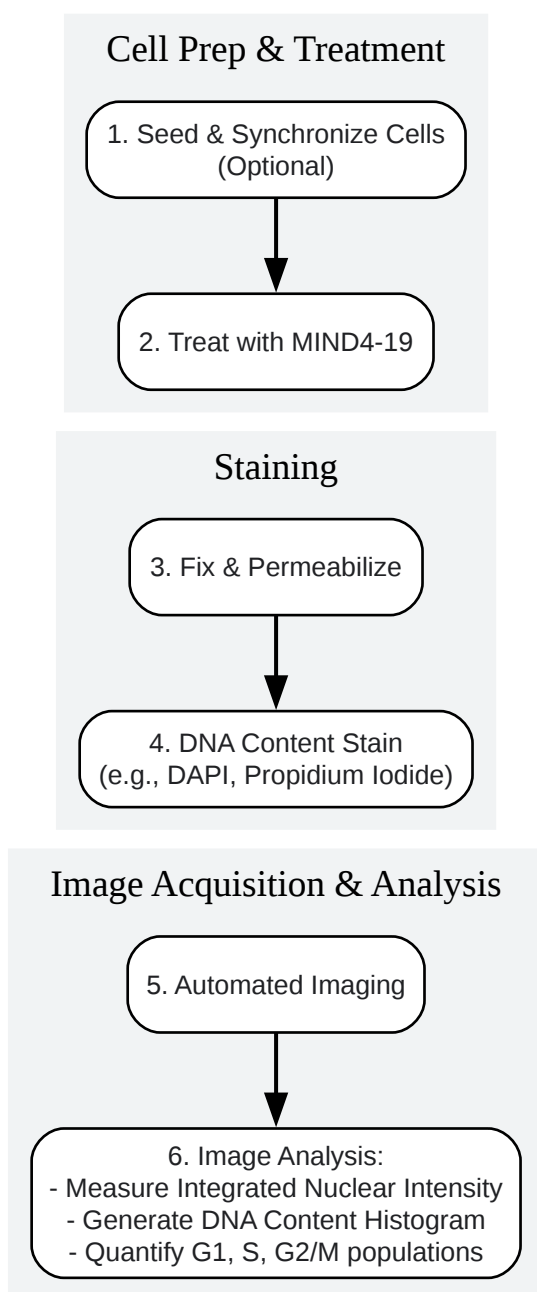 Cell Prep & Treatment
1. Seed & Synchronize Cells
(Optional)
2. Treat with MIND4-19
Staining
3. Fix & Permeabilize
4. DNA Content Stain
(e.g., DAPI, Propidium Iodide)
Image Acquisition & Analysis
5. Automated Imaging
6. Image Analysis:
- Measure Integrated Nuclear Intensity
- Generate DNA Content Histogram
- Quantify G1, S, G2/M populations